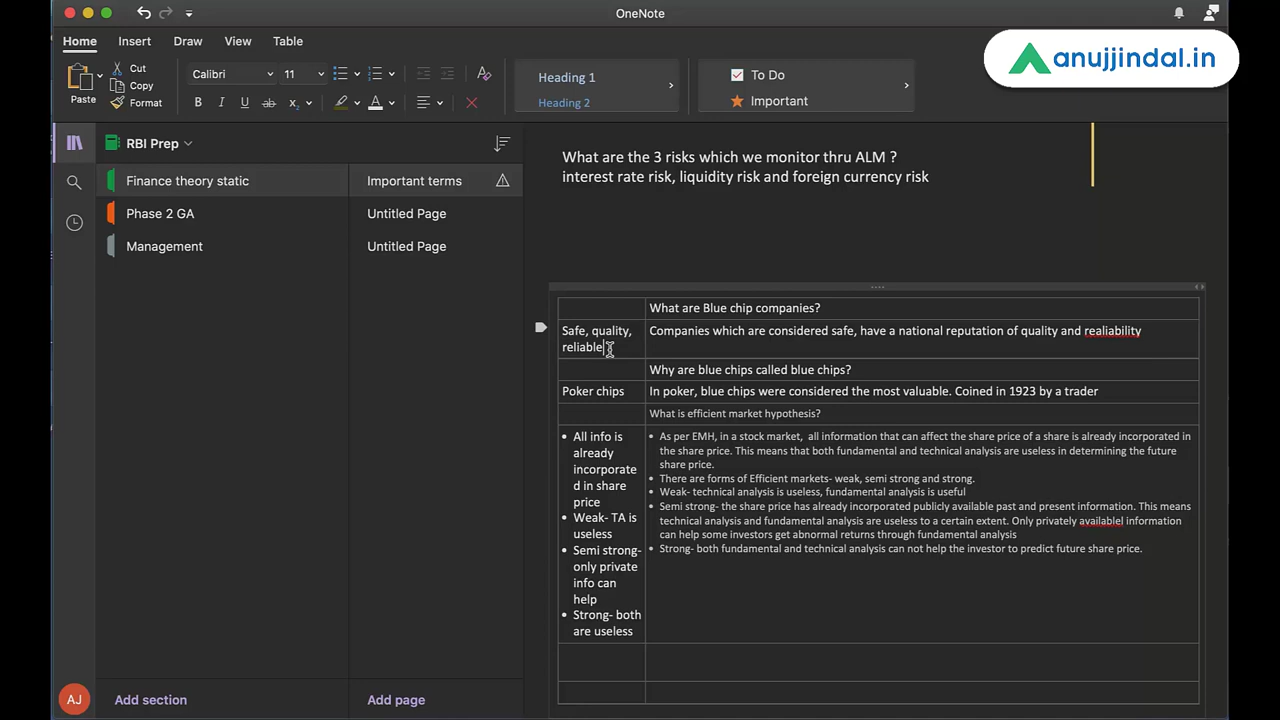 OneNote
Home Insert Draw View Table
anujjindal.in
Paste
Cut
Copy
Format
Calibri 11
B I U ab x₂ A
Heading 1
Heading 2
To Do
Important
RBI Prep
Finance theory static
Phase 2 GA
Management
Important terms
Untitled Page
Untitled Page
What are the 3 risks which we monitor thru ALM ?
interest rate risk, liquidity risk and foreign currency risk
What are Blue chip companies?
Safe, quality,
reliable
Companies which are considered safe, have a national reputation of quality and realiability
Why are blue chips called blue chips?
Poker chips
In poker, blue chips were considered the most valuable. Coined in 1923 by a trader
What is efficient market hypothesis?
• All info is
already
incorporate
d in share
price
• Weak- TA is
useless
• Semi strong-
only private
info can
help
• Strong- both
are useless
• As per EMH, in a stock market, all information that can affect the share price of a share is already incorporated in
the share price. This means that both fundamental and technical analysis are useless in determining the future
share price.
• There are forms of Efficient markets- weak, semi strong and strong.
• Weak- technical analysis is useless, fundamental analysis is useful
• Semi strong- the share price has already incorporated publicly available past and present information. This means
technical analysis and fundamental analysis are useless to a certain extent. Only privately availablel information
can help some investors get abnormal returns through fundamental analysis
• Strong- both fundamental and technical analysis can not help the investor to predict future share price.
AJ
Add section
Add page